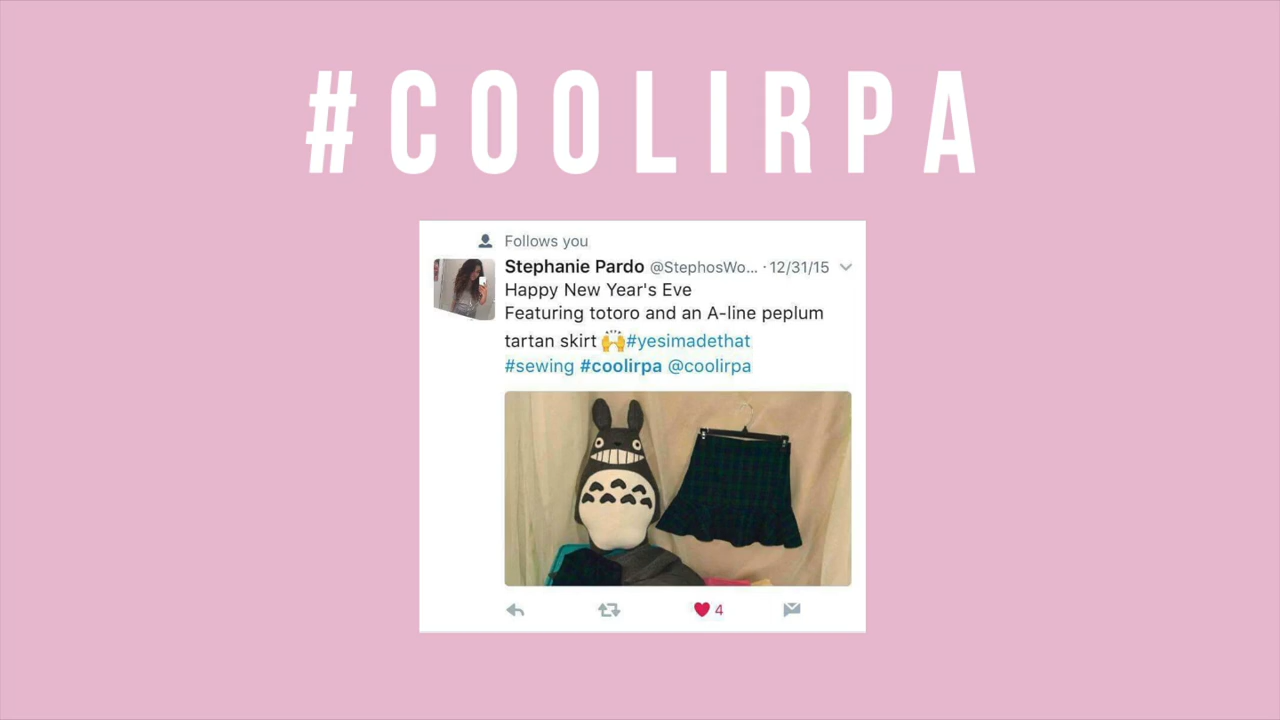 #COOLIRPA
Follows you
Stephanie Pardo @StephosWo... · 12/31/15
Happy New Year's Eve
Featuring totoro and an A-line peplum
tartan skirt 🙌#yesimadethat
#sewing #coolirpa @coolirpa
4